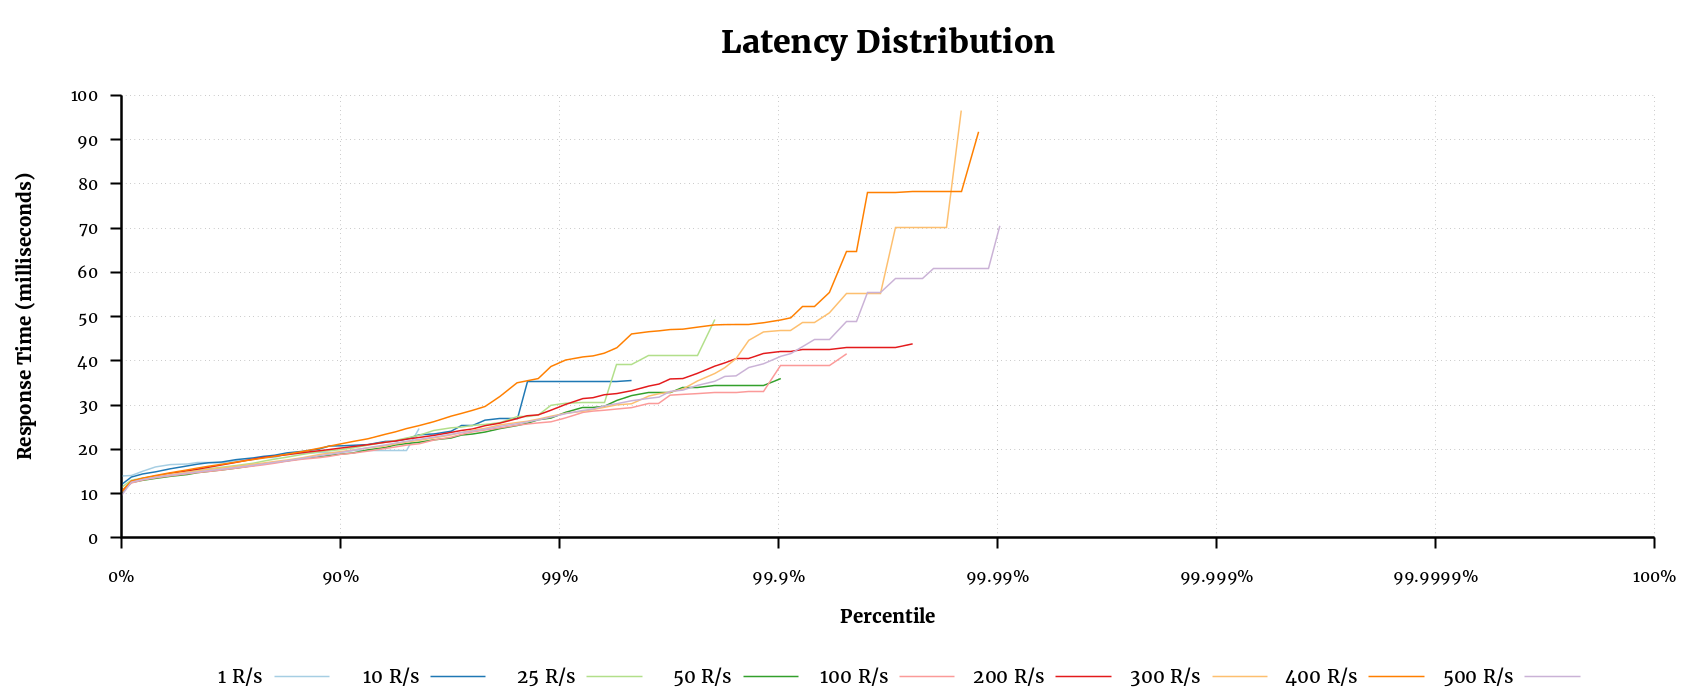 Latency Distribution
100
90
80
70
60
50
40
30
20
10
0
Response Time (milliseconds)
0% 90% 99% 99.9% 99.99% 99.999% 99.9999% 100%
Percentile
1 R/s 10 R/s 25 R/s 50 R/s 100 R/s 200 R/s 300 R/s 400 R/s 500 R/s